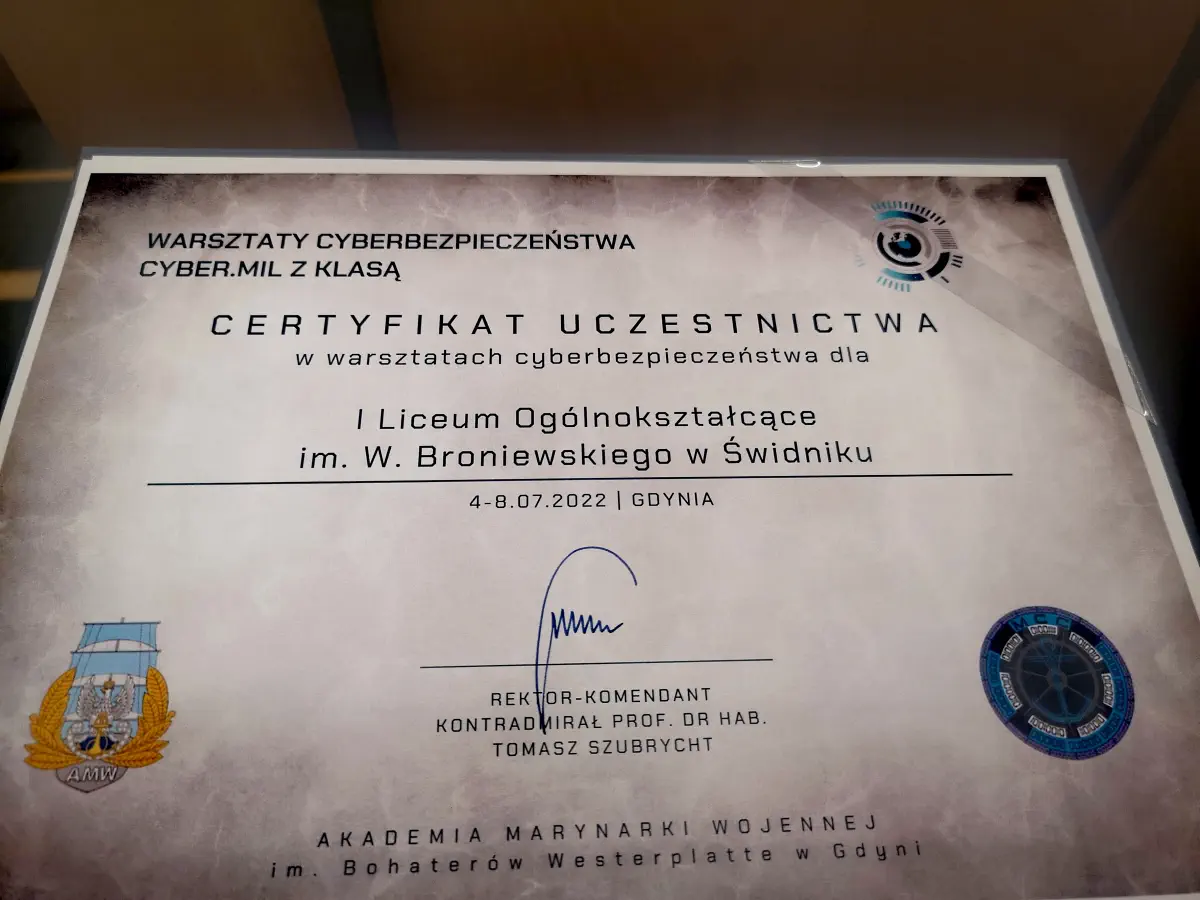 WARSZTATY CYBERBEZPIECZEŃSTWA
CYBER.MIL Z KLASĄ
CERTYFIKAT UCZESTNICTWA
w warsztatach cyberbezpieczeństwa dla
I Liceum Ogólnokształcące
im. W. Broniewskiego w Świdniku
4-8.07.2022 | GDYNIA
REKTOR-KOMENDANT
KONTRADMIRAŁ PROF. DR HAB.
TOMASZ SZUBRYCHT
AMW
MCC
AKADEMIA MARYNARKI WOJENNEJ
im. Bohaterów Westerplatte w Gdyni